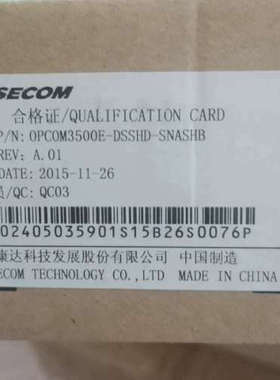 SECOM
合格证/QUALIFICATION CARD
P/N: OPCOM3500E-DSSHD-SNASHB
REV: A.01
DATE: 2015-11-26
员/QC: QC03
02405035901S15B26S0076P
康达科技发展股份有限公司 中国制造
SECOM TECHNOLOGY CO., LTD. MADE IN CHINA